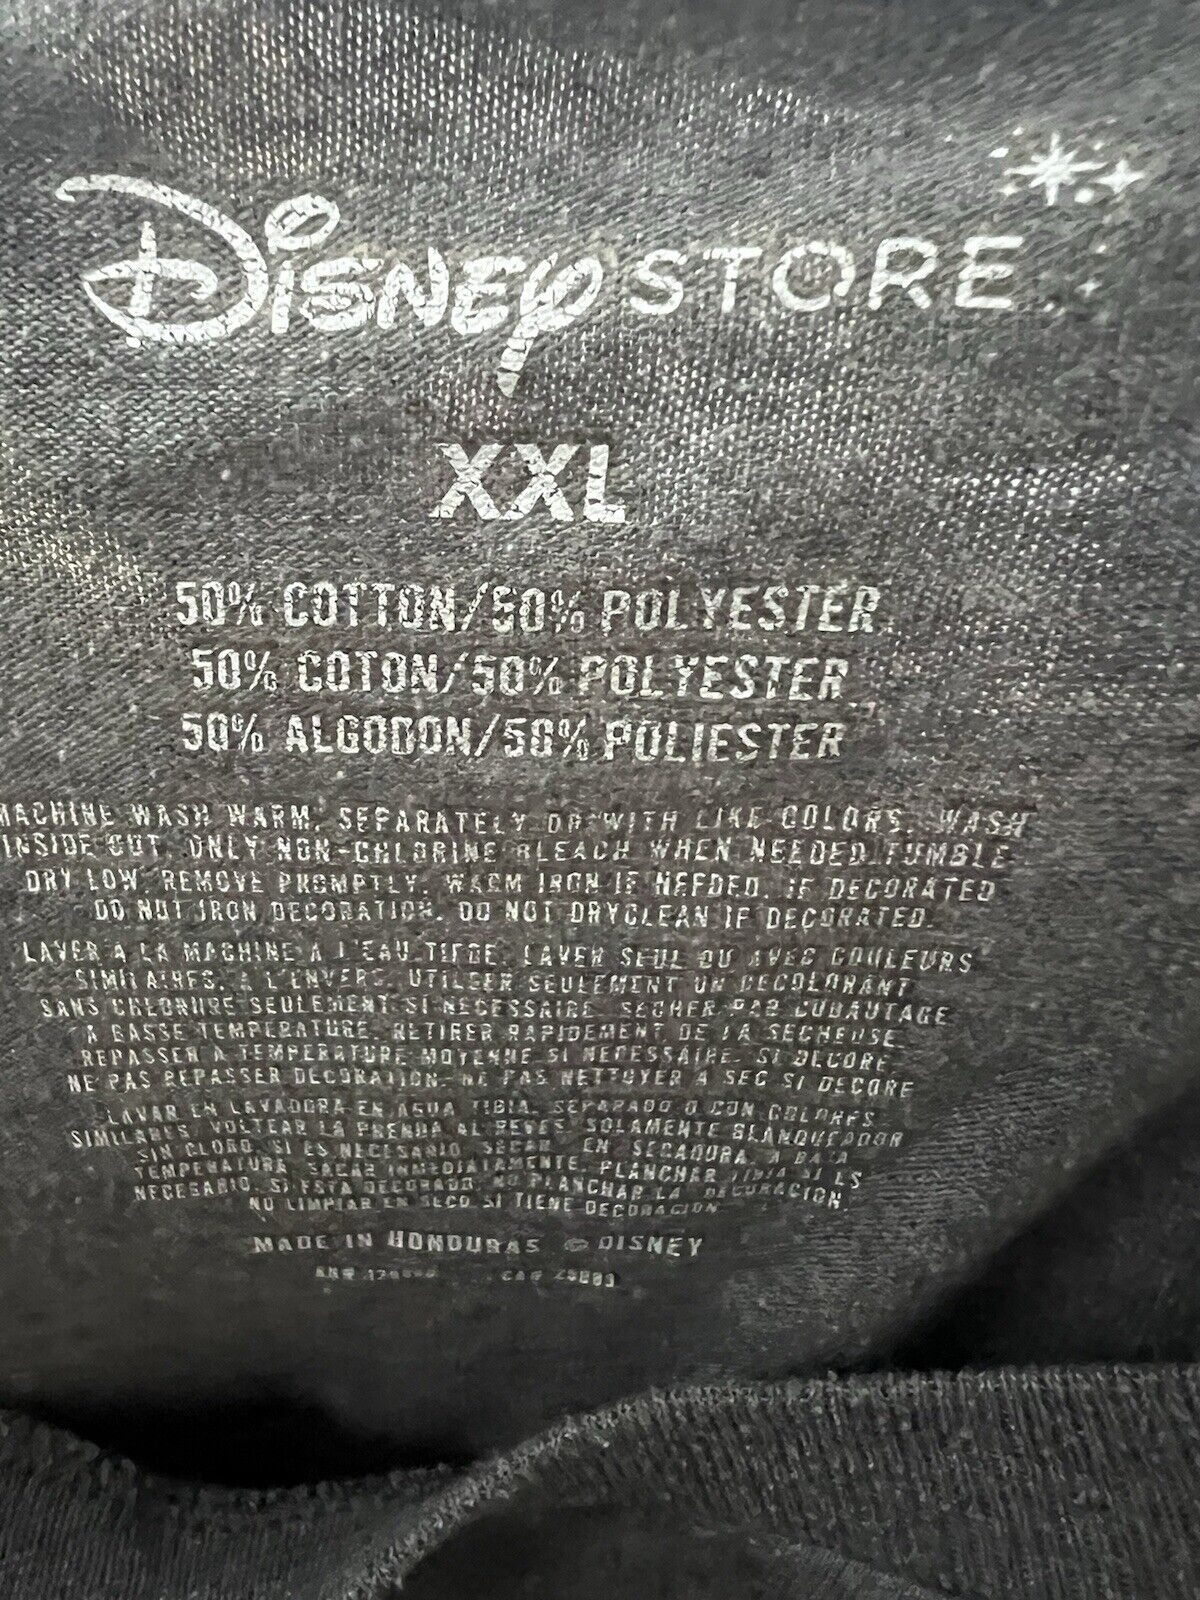 Disney STORE
XXL
50% COTTON/50% POLYESTER
50% COTON/50% POLYESTER
50% ALGODON/50% POLIESTER
MACHINE WASH WARM, SEPARATELY OR WITH LIKE COLORS. WASH
INSIDE OUT. ONLY NON-CHLORINE BLEACH WHEN NEEDED TUMBLE
DRY LOW. REMOVE PROMPTLY. WARM IRON IF NEEDED. IF DECORATED
DO NOT IRON DECORATION. DO NOT DRYCLEAN IF DECORATED.
LAVER A LA MACHINE A L'EAU TIEDE. LAVER SEUL OU AVEC COULEURS
SIMILAIRES. A L'ENVERS. UTILISER SEULEMENT UN DECOLORANT
SANS CHLORURE SEULEMENT SI NECESSAIRE. SECHER PAR CULBUTAGE
A BASSE TEMPERATURE. RETIRER RAPIDEMENT DE LA SECHEUSE.
REPASSER A TEMPERATURE MOYENNE SI NECESSAIRE. SI DECORE,
NE PAS REPASSER DECORATION. NE PAS NETTOYER A SEC SI DECORE
LAVAR EN LAVADORA EN AGUA TIBIA. SEPARADO O CON COLORES
SIMILARES. VOLTEAR LA PRENDA AL REVES. SOLAMENTE BLANQUEADOR
SIN CLORO, SI ES NECESARIO. SECAR EN SECADORA A BAJA
TEMPERATURA. SACAR INMEDIATAMENTE. PLANCHAR TIBIA SI ES
NECESARIO. SI ESTA DECORADO, NO PLANCHAR LA DECORACION.
NO LIMPIAR EN SECO SI TIENE DECORACION
MADE IN HONDURAS © DISNEY